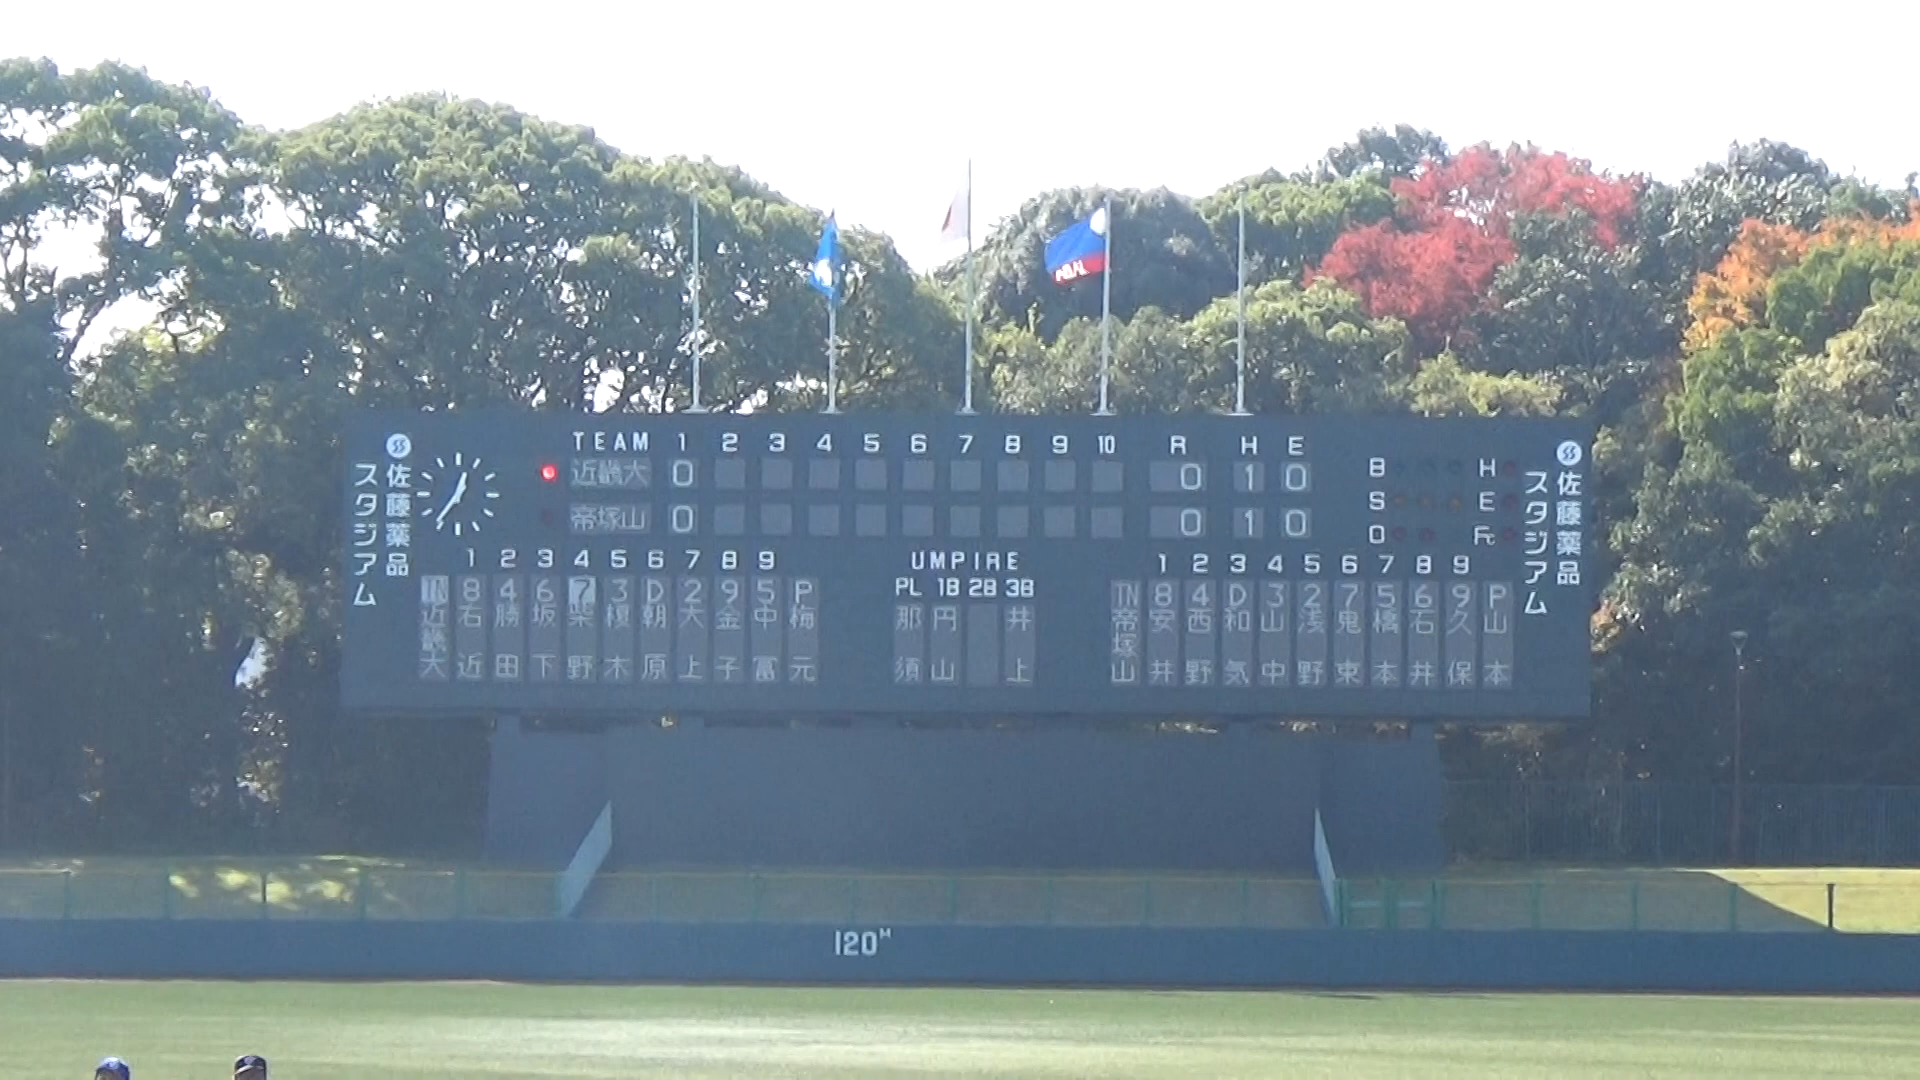 佐藤薬品
スタジアム
TEAM 1 2 3 4 5 6 7 8 9 10 R H E
近畿大 0 0 1 0
帝塚山 0 0 1 0
B H
S E
O Fc
佐藤薬品
スタジアム
1 2 3 4 5 6 7 8 9
IN 8 4 6 7 3 D 2 9 5 P
近畿大 右近 勝田 坂下 柴野 榎木 朝原 大上 金子 中冨 梅元
UMPIRE
PL 1B 2B 3B
那須 円山 井上
1 2 3 4 5 6 7 8 9
IN 8 4 D 3 2 7 5 6 9 P
帝塚山 安井 西野 和気 山中 浅野 鬼東 橋本 石井 久保 山本
120M